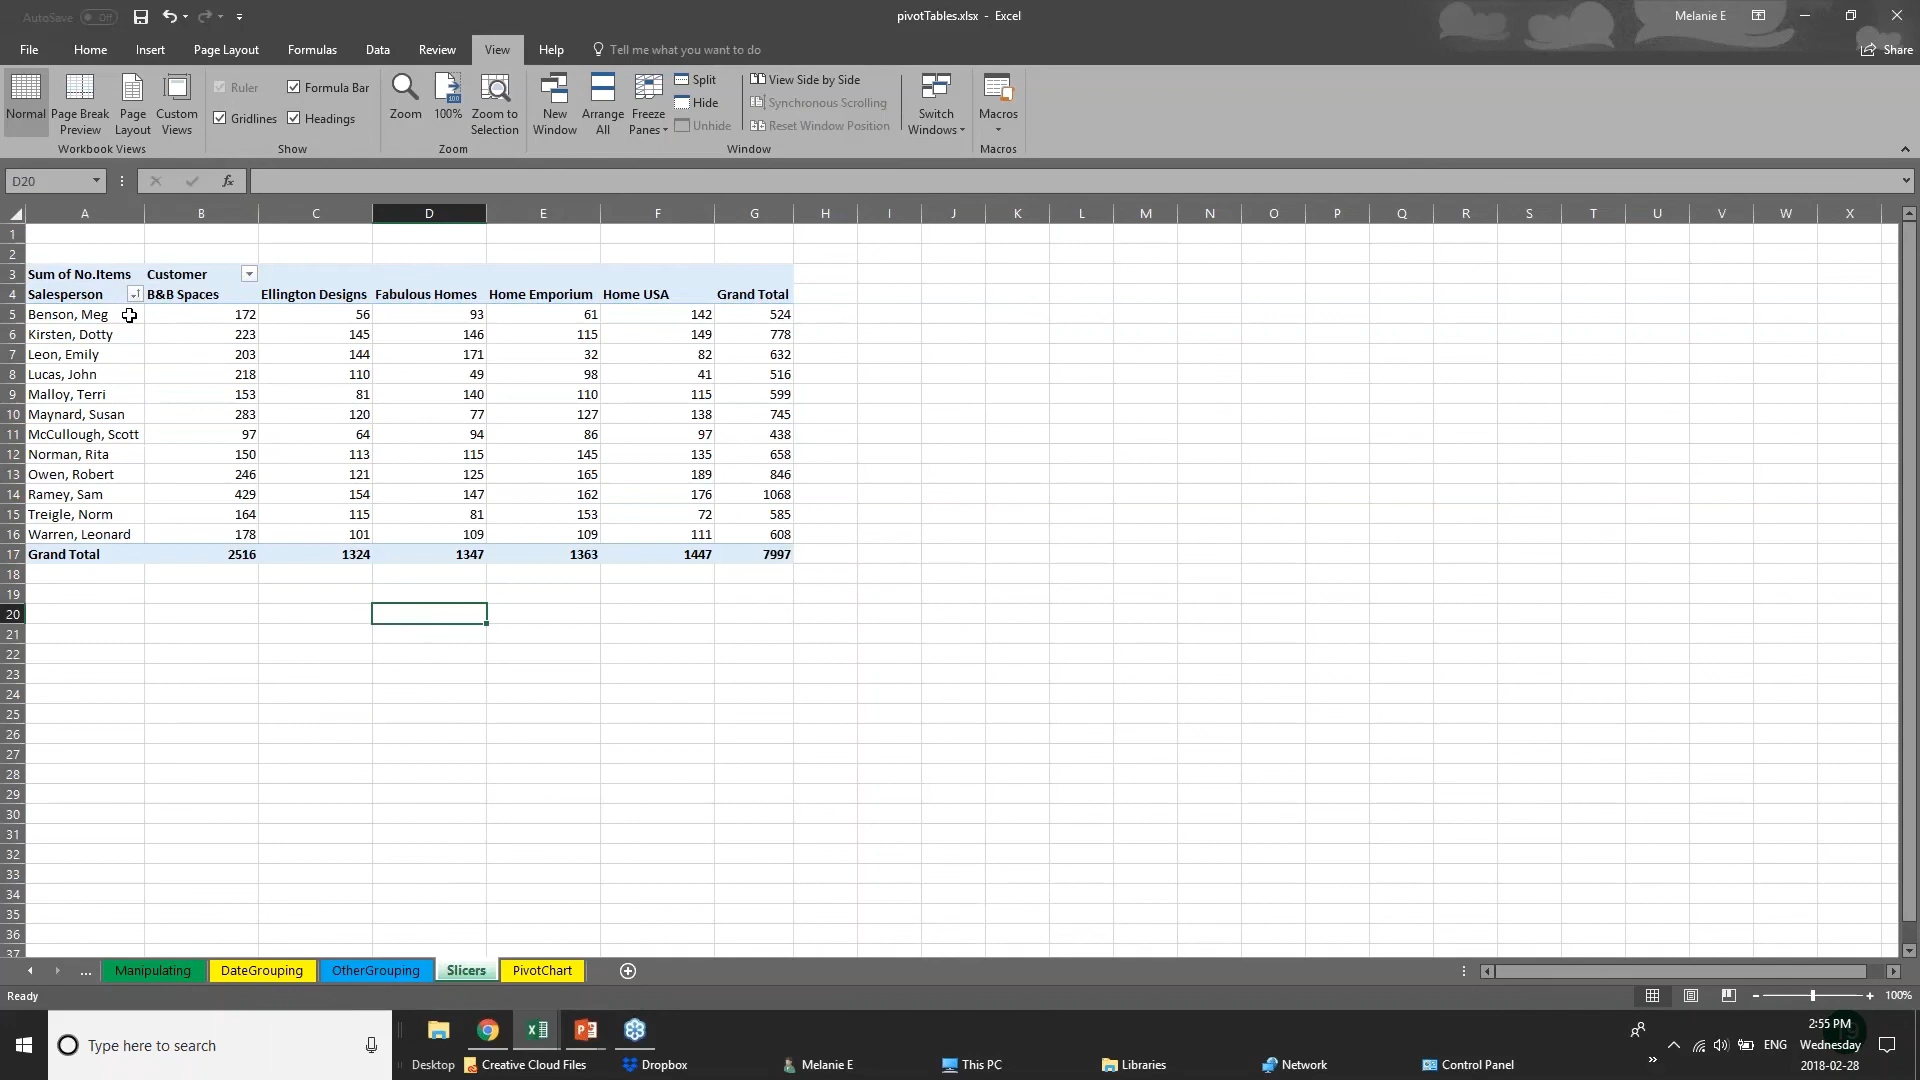 AutoSave Off
pivotTables.xlsx - Excel
Melanie E
File Home Insert Page Layout Formulas Data Review View Help Tell me what you want to do
Share
Normal Page Break Preview Page Layout Custom Views
Workbook Views
Ruler Formula Bar
Gridlines Headings
Show
Zoom 100% Zoom to Selection
Zoom
New Window Arrange All Freeze Panes
Split
Hide
Unhide
View Side by Side
Synchronous Scrolling
Reset Window Position
Window
Switch Windows
Macros
Macros
D20 fx
A B C D E F G H I J K L M N O P Q R S T U V W X
1
2
3 Sum of No.Items Customer
4 Salesperson B&B Spaces Ellington Designs Fabulous Homes Home Emporium Home USA Grand Total
5 Benson, Meg 172 56 93 61 142 524
6 Kirsten, Dotty 223 145 146 115 149 778
7 Leon, Emily 203 144 171 32 82 632
8 Lucas, John 218 110 49 98 41 516
9 Malloy, Terri 153 81 140 110 115 599
10 Maynard, Susan 283 120 77 127 138 745
11 McCullough, Scott 97 64 94 86 97 438
12 Norman, Rita 150 113 115 145 135 658
13 Owen, Robert 246 121 125 165 189 846
14 Ramey, Sam 429 154 147 162 176 1068
15 Treigle, Norm 164 115 81 153 72 585
16 Warren, Leonard 178 101 109 109 111 608
17 Grand Total 2516 1324 1347 1363 1447 7997
18
19
20
21
22
23
24
25
26
27
28
29
30
31
32
33
34
35
36
37
... Manipulating DateGrouping OtherGrouping Slicers PivotChart
Ready
100%
Type here to search
Desktop Creative Cloud Files Dropbox Melanie E This PC Libraries Network Control Panel
ENG
2:55 PM
Wednesday
2018-02-28